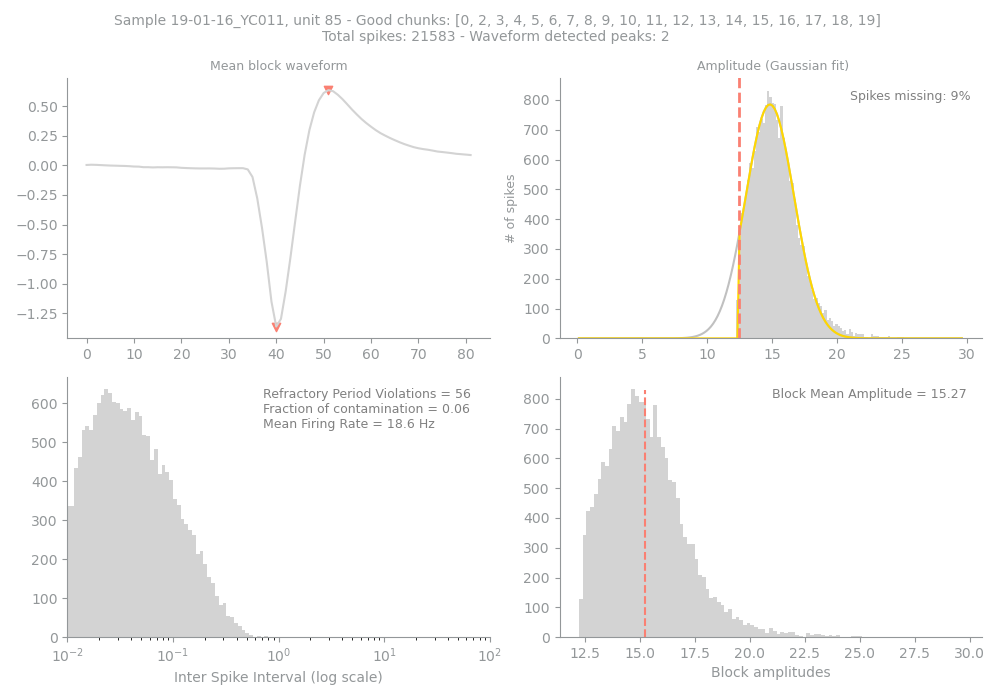 Sample 19-01-16_YC011, unit 85 - Good chunks: [0, 2, 3, 4, 5, 6, 7, 8, 9, 10, 11, 12, 13, 14, 15, 16, 17, 18, 19]
Total spikes: 21583 - Waveform detected peaks: 2
Mean block waveform
0.50
0.25
0.00
−0.25
−0.50
−0.75
−1.00
−1.25
0 10 20 30 40 50 60 70 80
Amplitude (Gaussian fit)
Spikes missing: 9%
# of spikes
800
700
600
500
400
300
200
100
0
0 5 10 15 20 25 30
Refractory Period Violations = 56
Fraction of contamination = 0.06
Mean Firing Rate = 18.6 Hz
600
500
400
300
200
100
0
10⁻² 10⁻¹ 10⁰ 10¹ 10²
Inter Spike Interval (log scale)
Block Mean Amplitude = 15.27
800
700
600
500
400
300
200
100
0
12.5 15.0 17.5 20.0 22.5 25.0 27.5 30.0
Block amplitudes